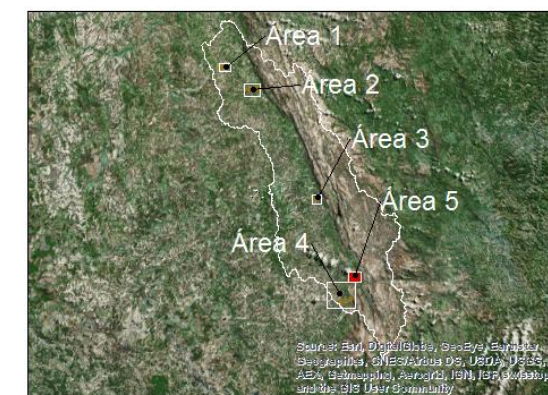 Área 1
Área 2
Área 3
Área 5
Área 4
Source: Esri, DigitalGlobe, GeoEye, Earthstar
Geographics, CNES/Airbus DS, USDA, USGS,
AEX, Getmapping, Aerogrid, IGN, IGP, swisstopo,
and the GIS User Community